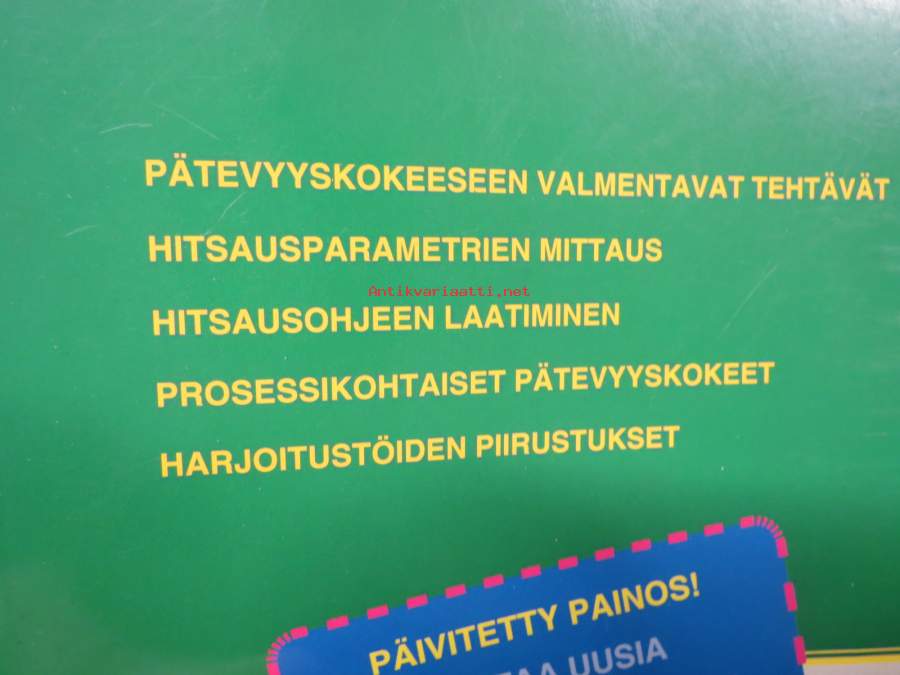 PÄTEVYYSKOKEESEEN VALMENTAVAT TEHTÄVÄT
HITSAUSPARAMETRIEN MITTAUS
Antikvariaatti.net
HITSAUSOHJEEN LAATIMINEN
PROSESSIKOHTAISET PÄTEVYYSKOKEET
HARJOITUSTÖIDEN PIIRUSTUKSET
PÄIVITETTY PAINOS!
UUSIA